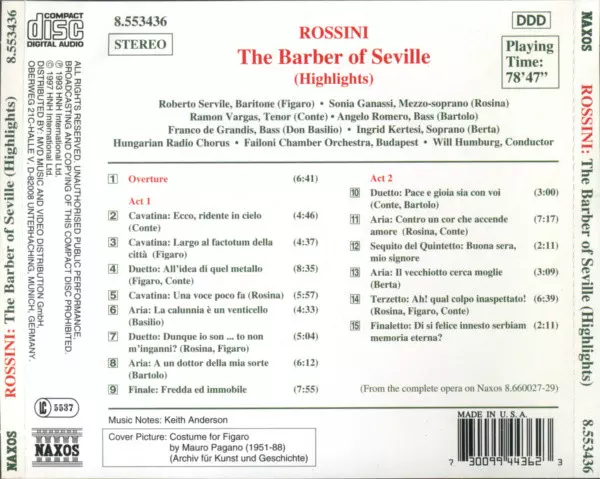 COMPACT
disc
DIGITAL AUDIO
8.553436
STEREO
ROSSINI
The Barber of Seville
(Highlights)
DDD
Playing
Time:
78'47"
Roberto Servile, Baritone (Figaro) • Sonia Ganassi, Mezzo-soprano (Rosina)
Ramon Vargas, Tenor (Conte) • Angelo Romero, Bass (Bartolo)
Franco de Grandis, Bass (Don Basilio) • Ingrid Kertesi, Soprano (Berta)
Hungarian Radio Chorus • Failoni Chamber Orchestra, Budapest • Will Humburg, Conductor
1 Overture (6:41)
Act 1
2 Cavatina: Ecco, ridente in cielo (4:46)
(Conte)
3 Cavatina: Largo al factotum della (4:37)
città (Figaro)
4 Duetto: All'idea di quel metallo (8:35)
(Figaro, Conte)
5 Cavatina: Una voce poco fa (Rosina) (5:57)
6 Aria: La calunnia è un venticello (4:33)
(Basilio)
7 Duetto: Dunque io son ... to non (5:04)
m'inganni? (Rosina, Figaro)
8 Aria: A un dottor della mia sorte (6:12)
(Bartolo)
9 Finale: Fredda ed immobile (7:55)
Act 2
10 Duetto: Pace e gioia sia con voi (3:00)
(Conte, Bartolo)
11 Aria: Contro un cor che accende (7:17)
amore (Rosina, Conte)
12 Sequito del Quintetto: Buona sera, (2:11)
mio signore
13 Aria: Il vecchiotto cerca moglie (3:09)
(Berta)
14 Terzetto: Ah! qual colpo inaspettato! (6:39)
(Rosina, Figaro, Conte)
15 Finaletto: Di si felice innesto serbiam (2:11)
memoria eterna?
(From the complete opera on Naxos 8.660027-29)
Music Notes: Keith Anderson
Cover Picture: Costume for Figaro
by Mauro Pagano (1951-88)
(Archiv für Kunst und Geschichte)
MADE IN U.S.A.
7 30099 44362 3
LC 5537
NAXOS
ALL RIGHTS RESERVED. UNAUTHORISED PUBLIC PERFORMANCE,
BROADCASTING AND COPYING OF THIS COMPACT DISC PROHIBITED.
℗ 1993 HNH International Ltd.
© 1997 HNH International Ltd.
DISTRIBUTED BY: MVD MUSIC AND VIDEO DISTRIBUTION GmbH,
OBERWEG 21C-HALLE V, D-82008 UNTERHACHING, MUNICH, GERMANY.
NAXOS ROSSINI: The Barber of Seville (Highlights) 8.553436
NAXOS ROSSINI: The Barber of Seville (Highlights) 8.553436